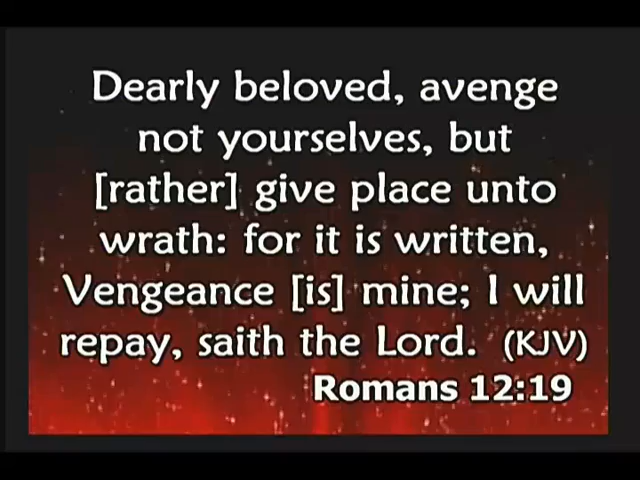 Dearly beloved, avenge
not yourselves, but
[rather] give place unto
wrath: for it is written,
Vengeance [is] mine; I will
repay, saith the Lord. (KJV)
Romans 12:19